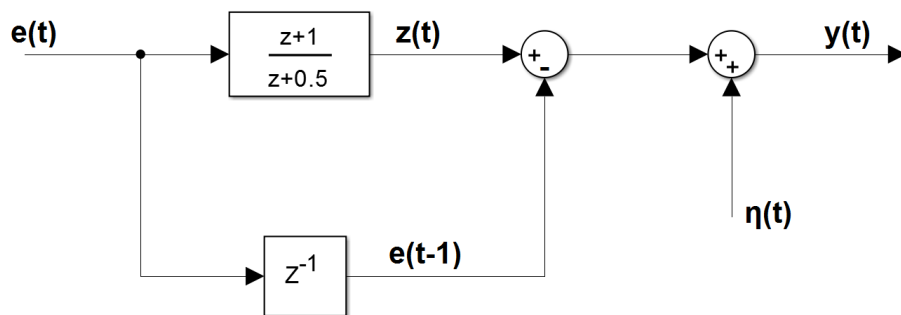 e(t)
z+1
z+0.5
z(t)
+
-
+
+
y(t)
η(t)
z-1
e(t-1)